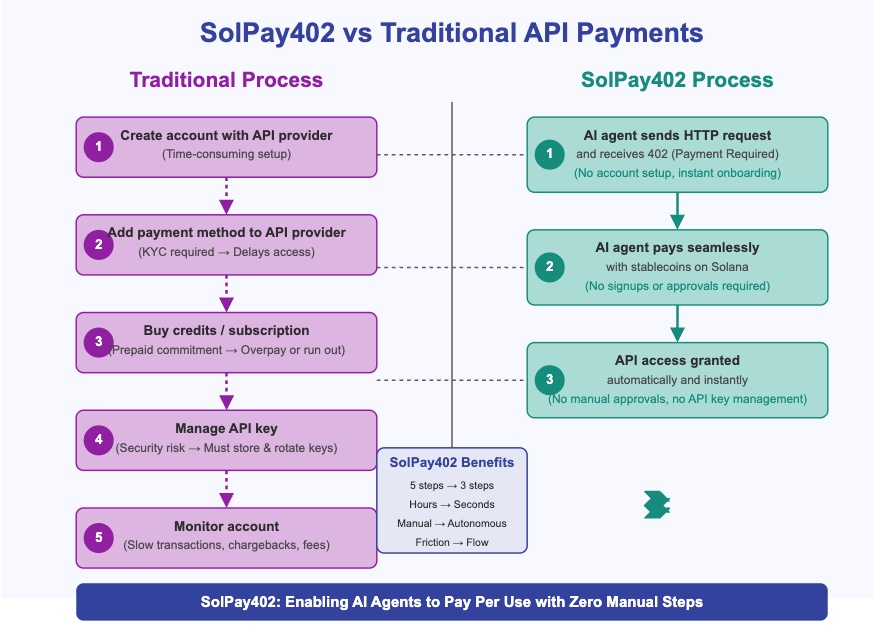 SolPay402 vs Traditional API Payments
Traditional Process
1
Create account with API provider
(Time-consuming setup)
2
Add payment method to API provider
(KYC required → Delays access)
3
Buy credits / subscription
(Prepaid commitment → Overpay or run out)
4
Manage API key
(Security risk → Must store & rotate keys)
5
Monitor account
(Slow transactions, chargebacks, fees)
SolPay402 Process
1
AI agent sends HTTP request
and receives 402 (Payment Required)
(No account setup, instant onboarding)
2
AI agent pays seamlessly
with stablecoins on Solana
(No signups or approvals required)
3
API access granted
automatically and instantly
(No manual approvals, no API key management)
SolPay402 Benefits
5 steps → 3 steps
Hours → Seconds
Manual → Autonomous
Friction → Flow
SolPay402: Enabling AI Agents to Pay Per Use with Zero Manual Steps